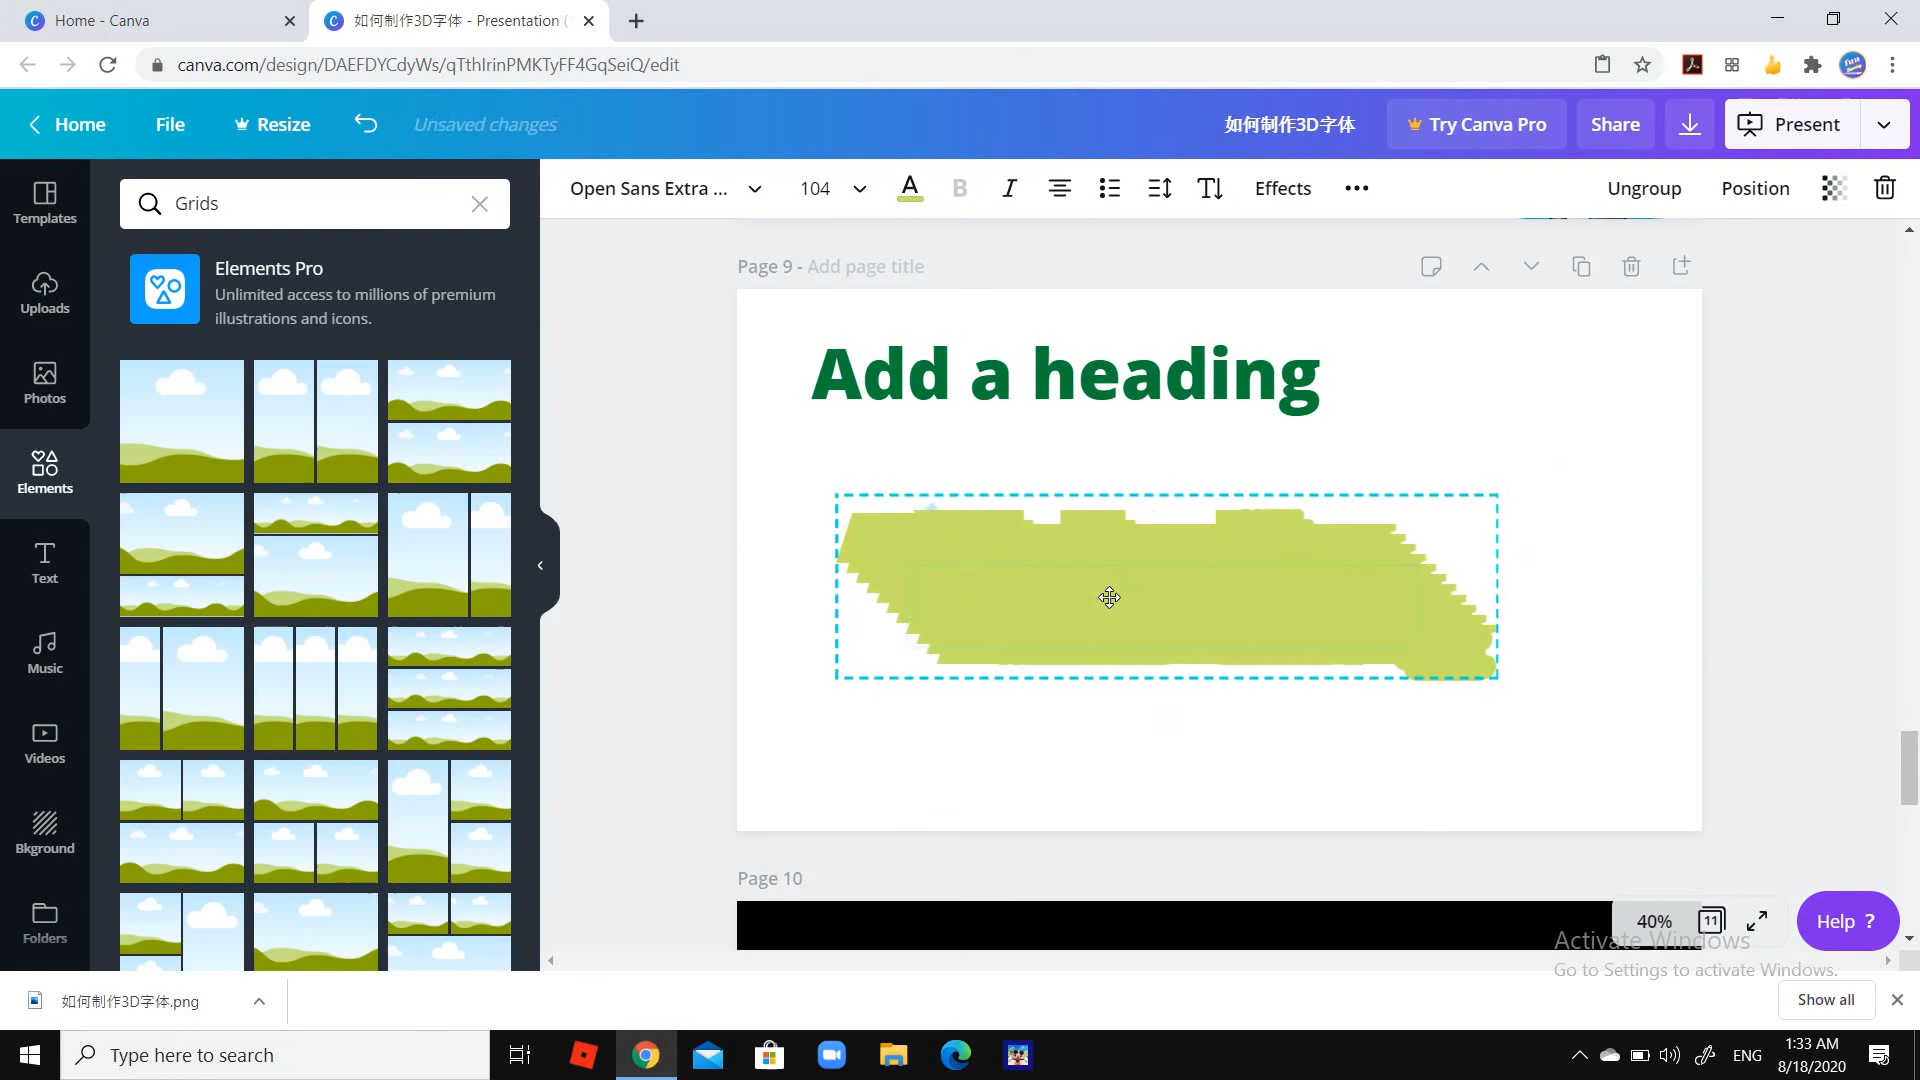 Home - Canva
如何制作3D字体 - Presentation (
canva.com/design/DAEFDYCdyWs/qTthIrinPMKTyFF4GqSeiQ/edit
Home
File
Resize
Unsaved changes
如何制作3D字体
Try Canva Pro
Share
Present
Templates
Uploads
Photos
Elements
Text
Music
Videos
Bkground
Folders
Grids
Elements Pro
Unlimited access to millions of premium
illustrations and icons.
Open Sans Extra ...
104
A
B
I
Effects
Ungroup
Position
Page 9 - Add page title
Add a heading
Page 10
40%
11
Help ?
Activate Windows
Go to Settings to activate Windows.
如何制作3D字体.png
Show all
Type here to search
ENG
1:33 AM
8/18/2020